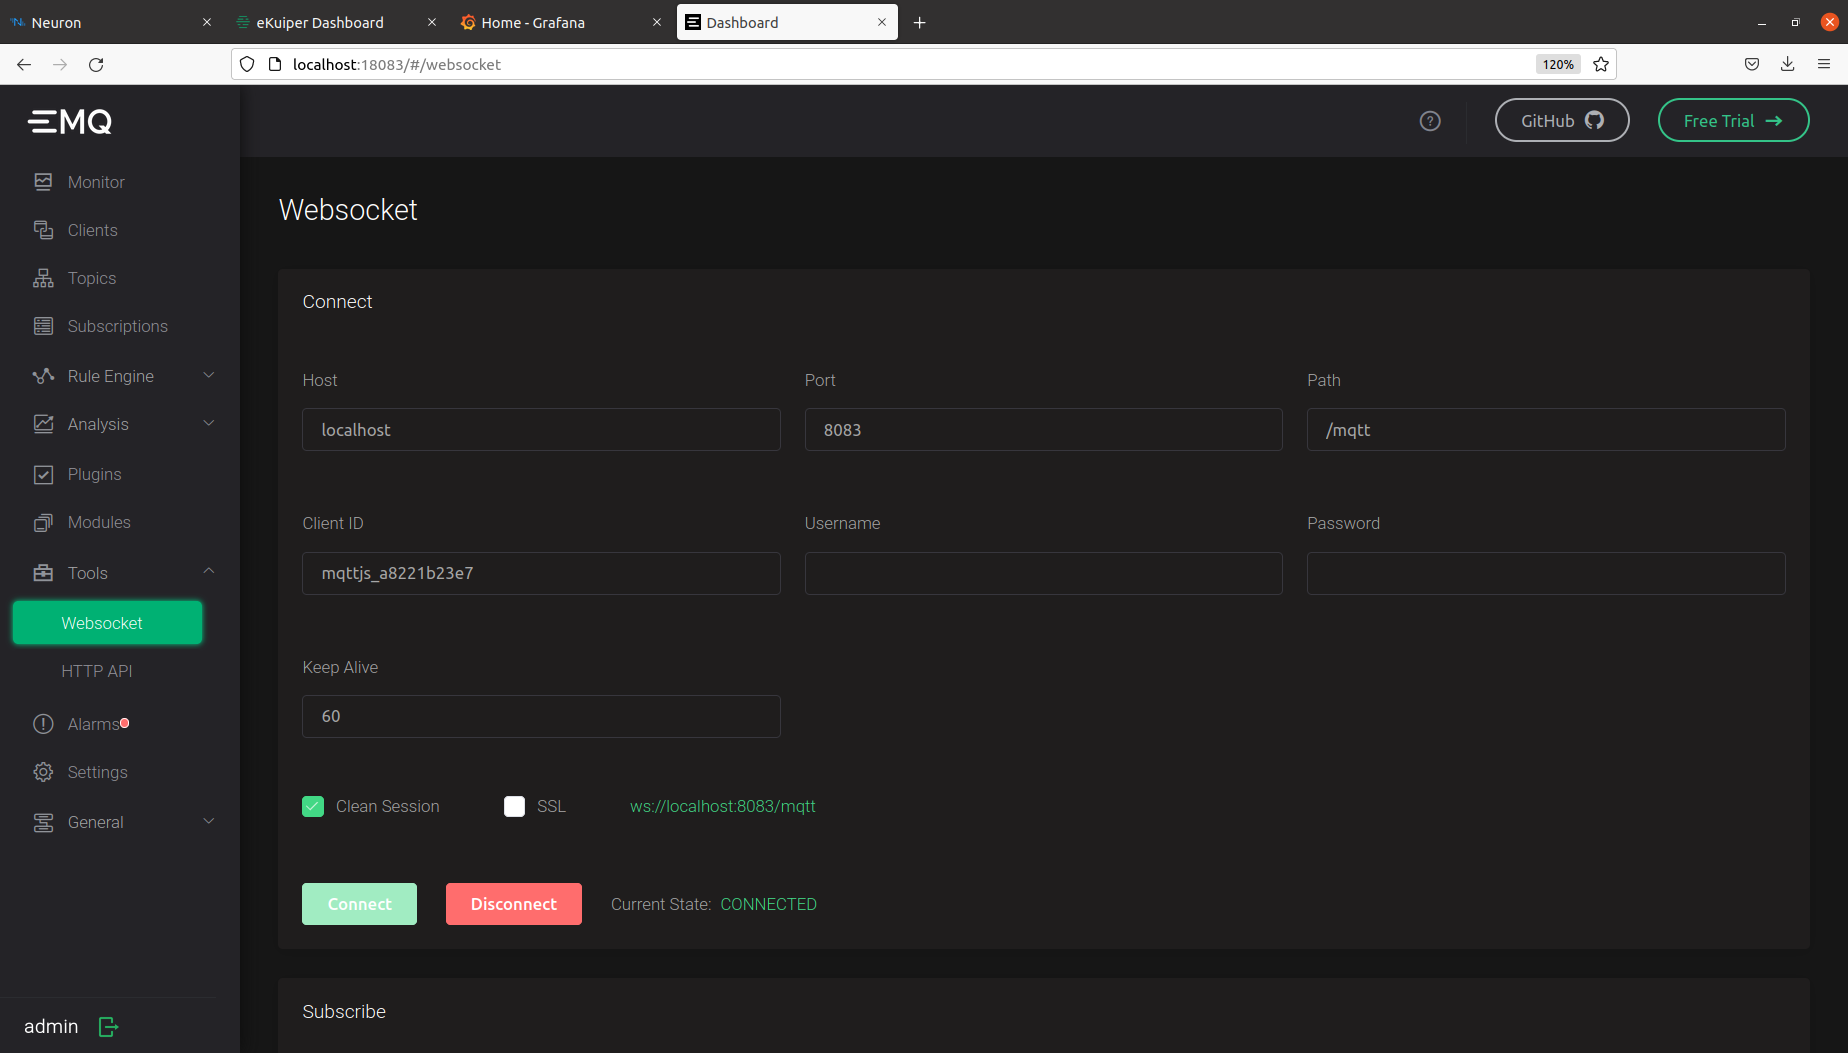 Neuron
eKuiper Dashboard
Home - Grafana
Dashboard
localhost:18083/#/websocket
120%
EMQ
GitHub
Free Trial
Monitor
Clients
Topics
Subscriptions
Rule Engine
Analysis
Plugins
Modules
Tools
Websocket
HTTP API
Alarms
Settings
General
admin
Websocket
Connect
Host
Port
Path
localhost
8083
/mqtt
Client ID
Username
Password
mqttjs_a8221b23e7
Keep Alive
60
Clean Session
SSL
ws://localhost:8083/mqtt
Connect
Disconnect
Current State: CONNECTED
Subscribe